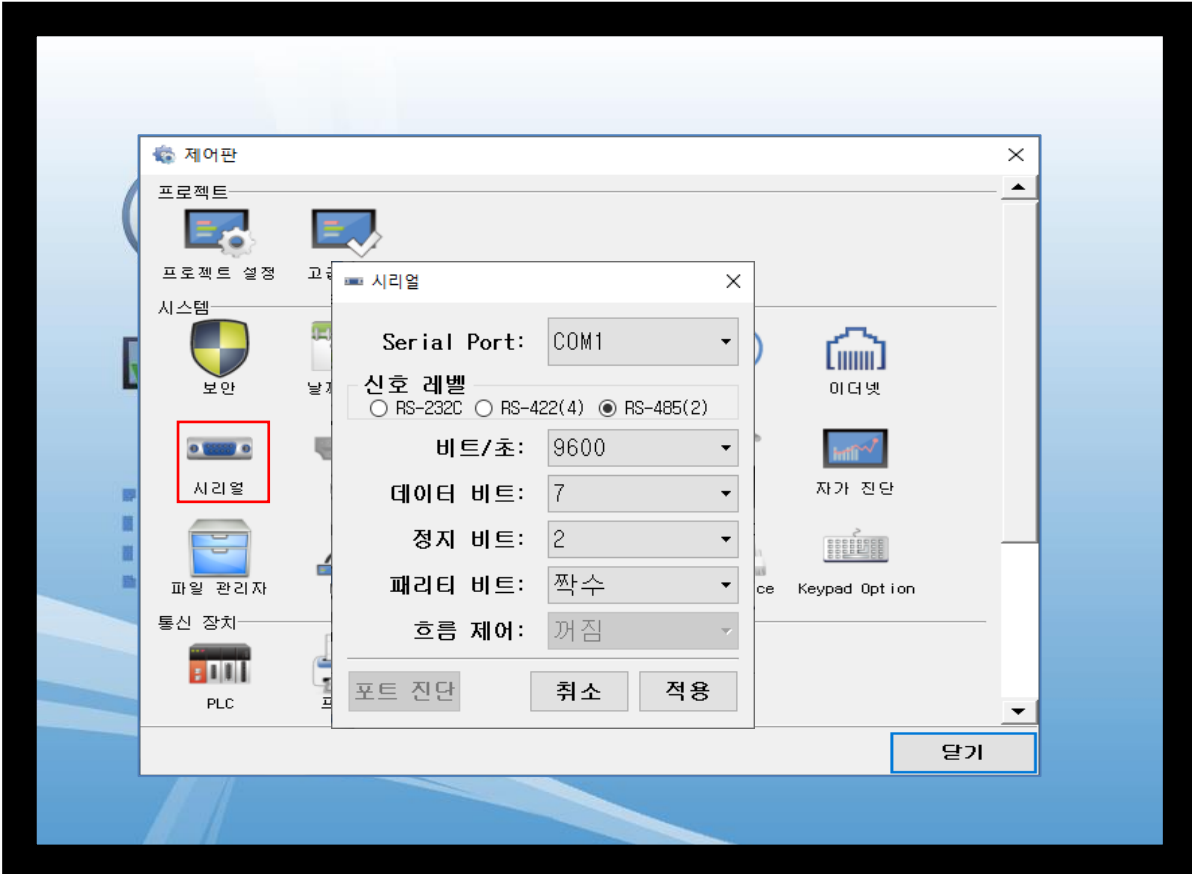 제어판
프로젝트
프로젝트 설정
시리얼
시스템
Serial Port: COM1
신호 레벨
RS-232C RS-422(4) RS-485(2)
보안
이더넷
비트/초: 9600
데이터 비트: 7
시리얼
자가 진단
정지 비트: 2
패리티 비트: 짝수
파일 관리자
Keypad Option
흐름 제어: 꺼짐
통신 장치
포트 진단 취소 적용
PLC
닫기